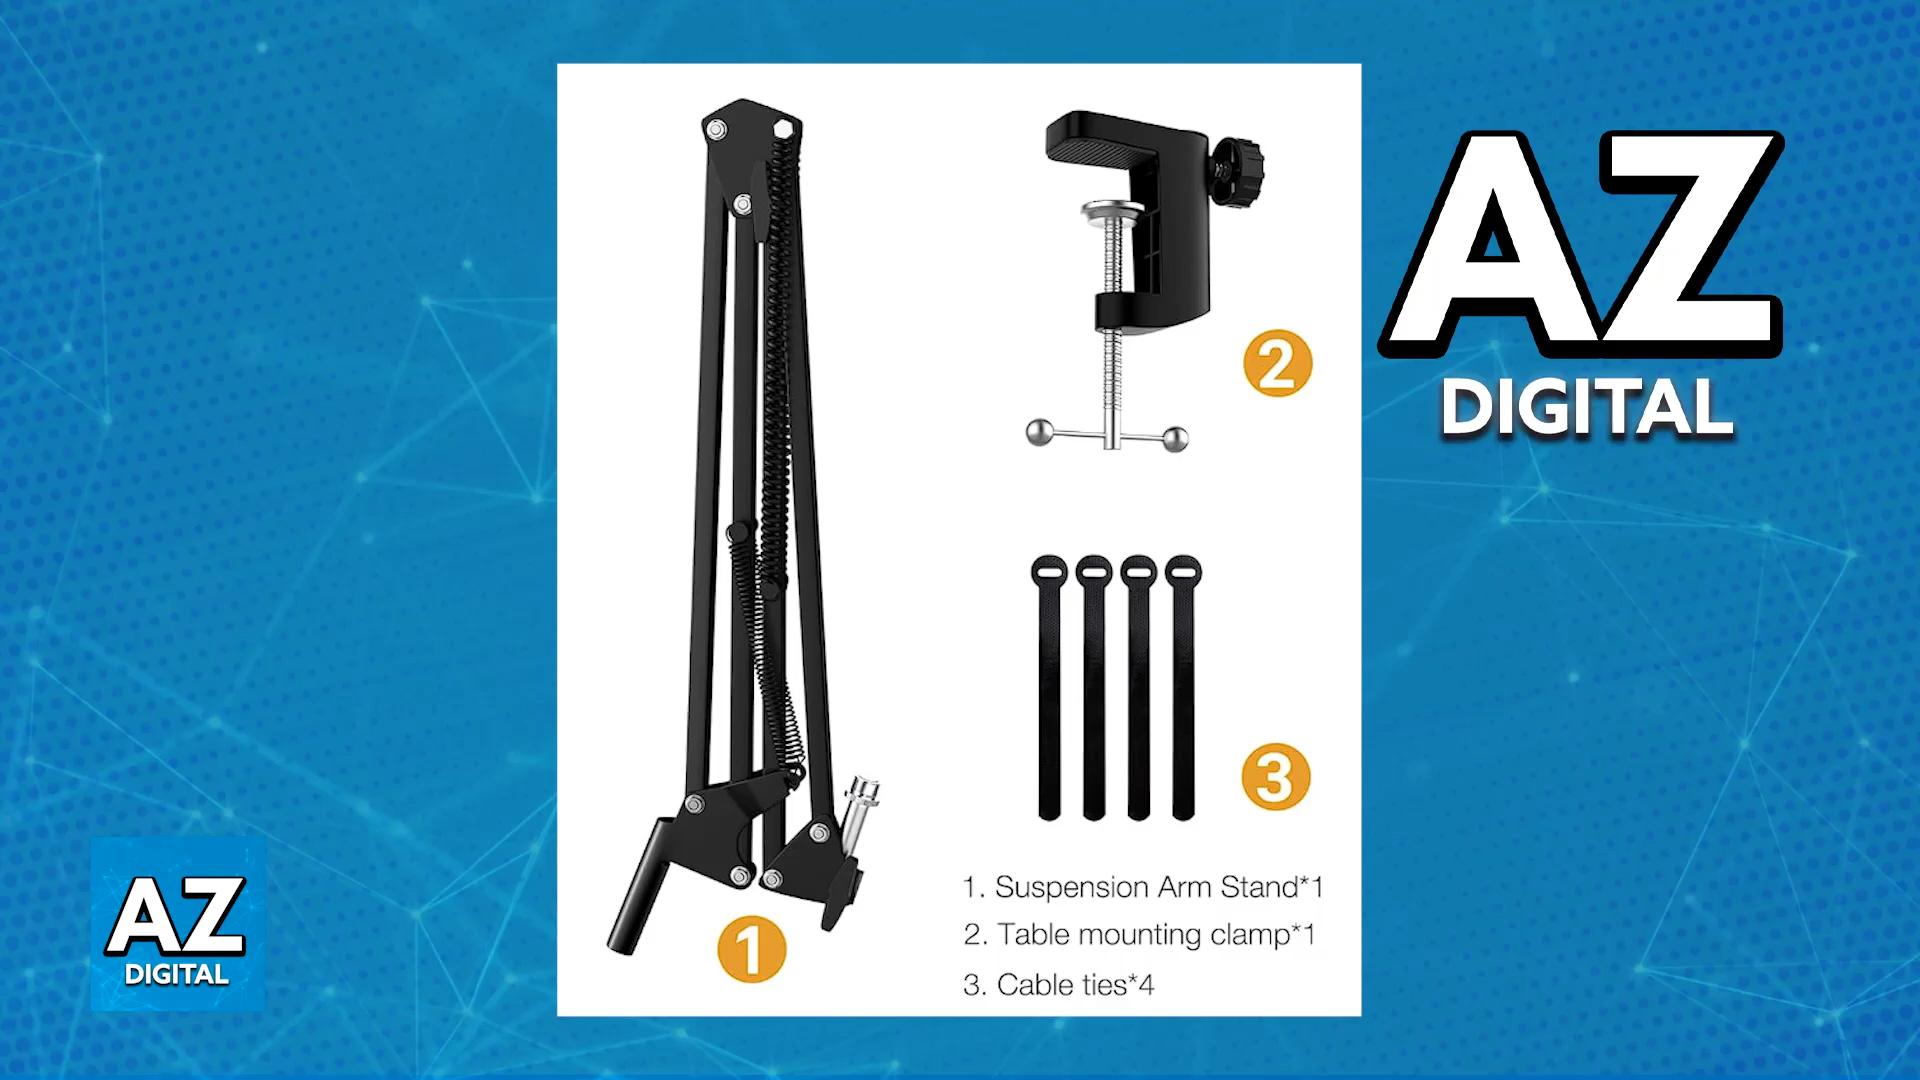 AZ
DIGITAL
2
3
1. Suspension Arm Stand*1
2. Table mounting clamp*1
3. Cable ties*4
1
AZ
DIGITAL